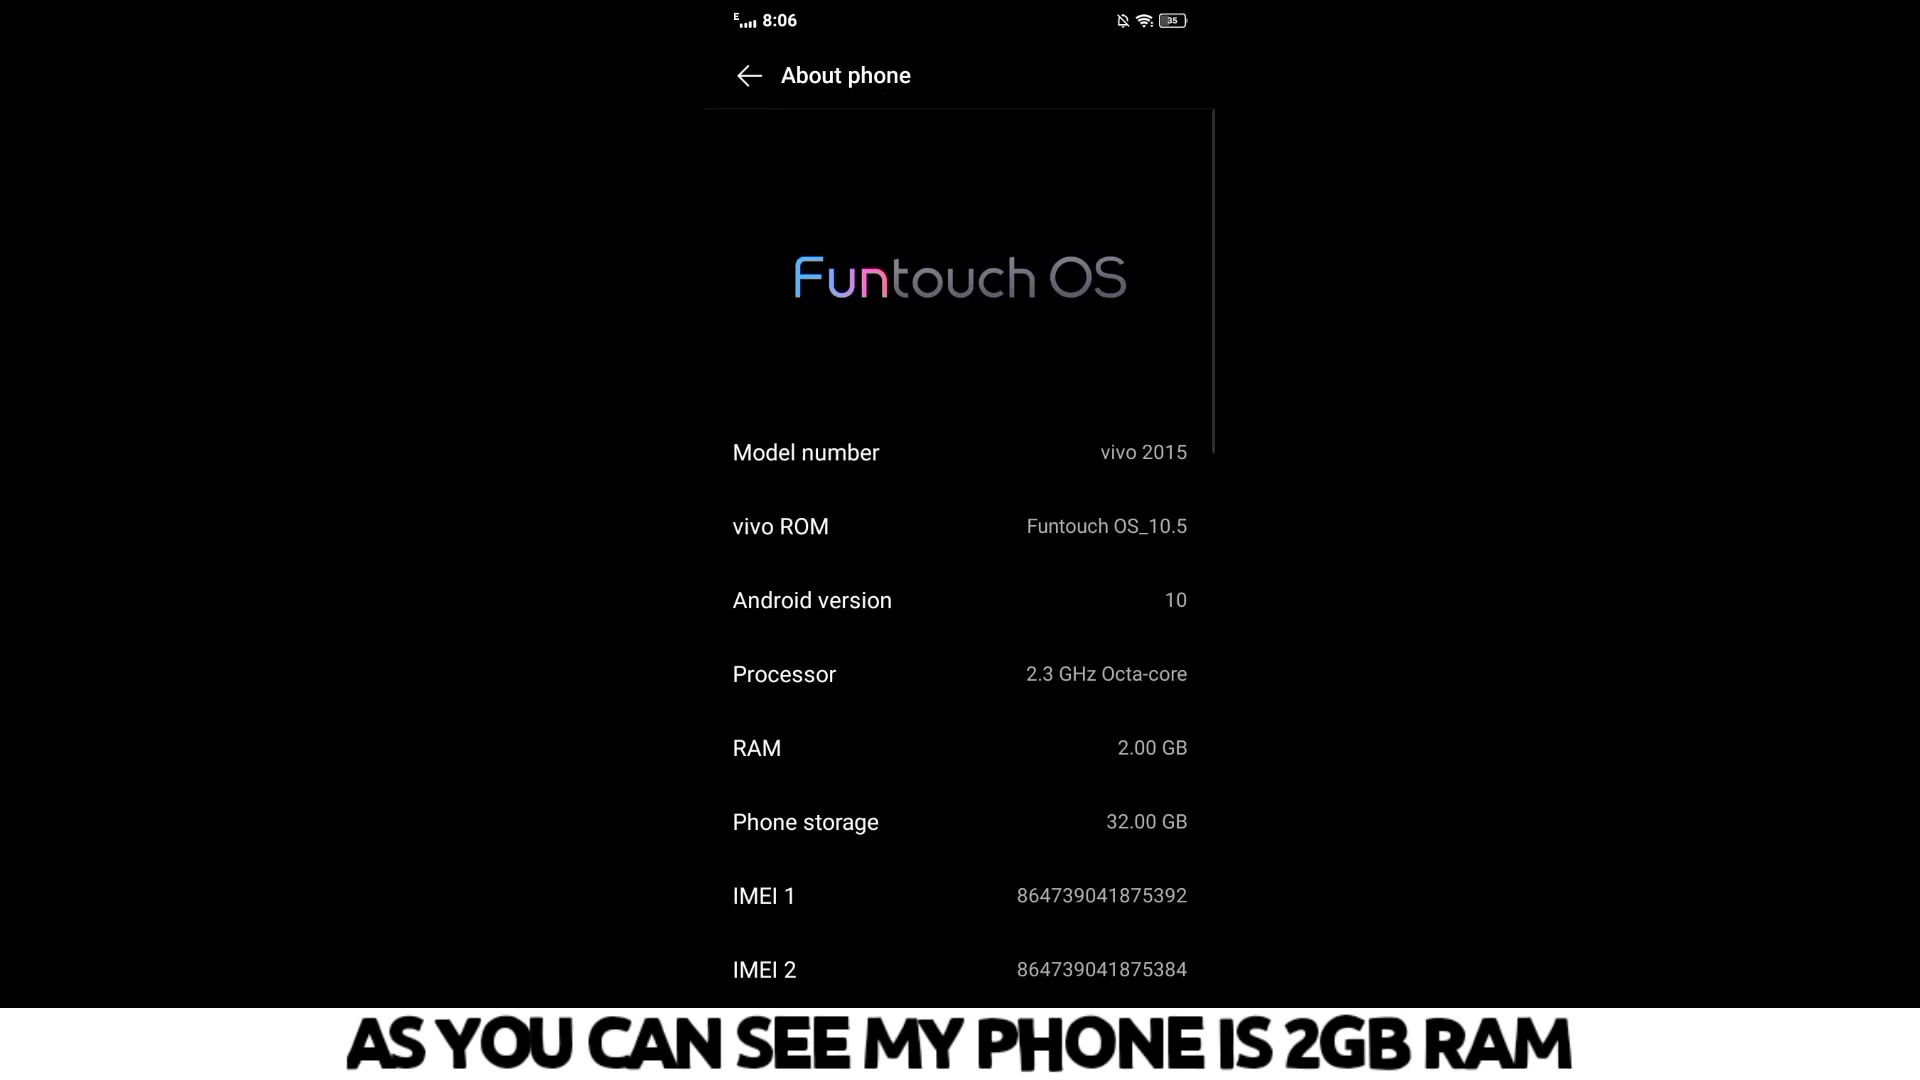 E 8:06 35
About phone
Funtouch OS
Model number vivo 2015
vivo ROM Funtouch OS_10.5
Android version 10
Processor 2.3 GHz Octa-core
RAM 2.00 GB
Phone storage 32.00 GB
IMEI 1 864739041875392
IMEI 2 864739041875384
AS YOU CAN SEE MY PHONE IS 2GB RAM